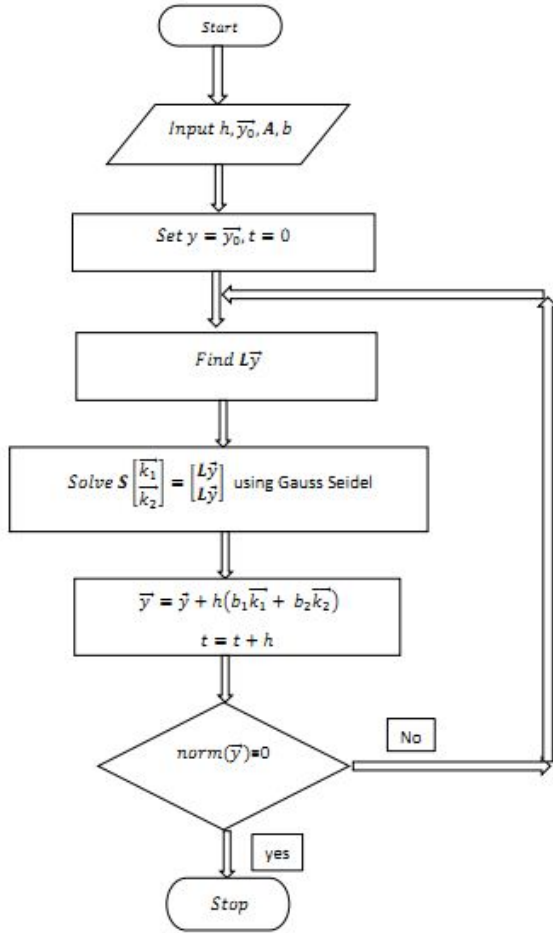 Start
Input h, y₀⃗, A, b
Set y = y₀⃗, t = 0
Find Ly⃗
Solve S [k₁⃗ k₂⃗] = [Ly⃗ Ly⃗] using Gauss Seidel
y⃗ = y⃗ + h(b₁k₁⃗ + b₂k₂⃗)
t = t + h
norm(y⃗)=0
No
yes
Stop